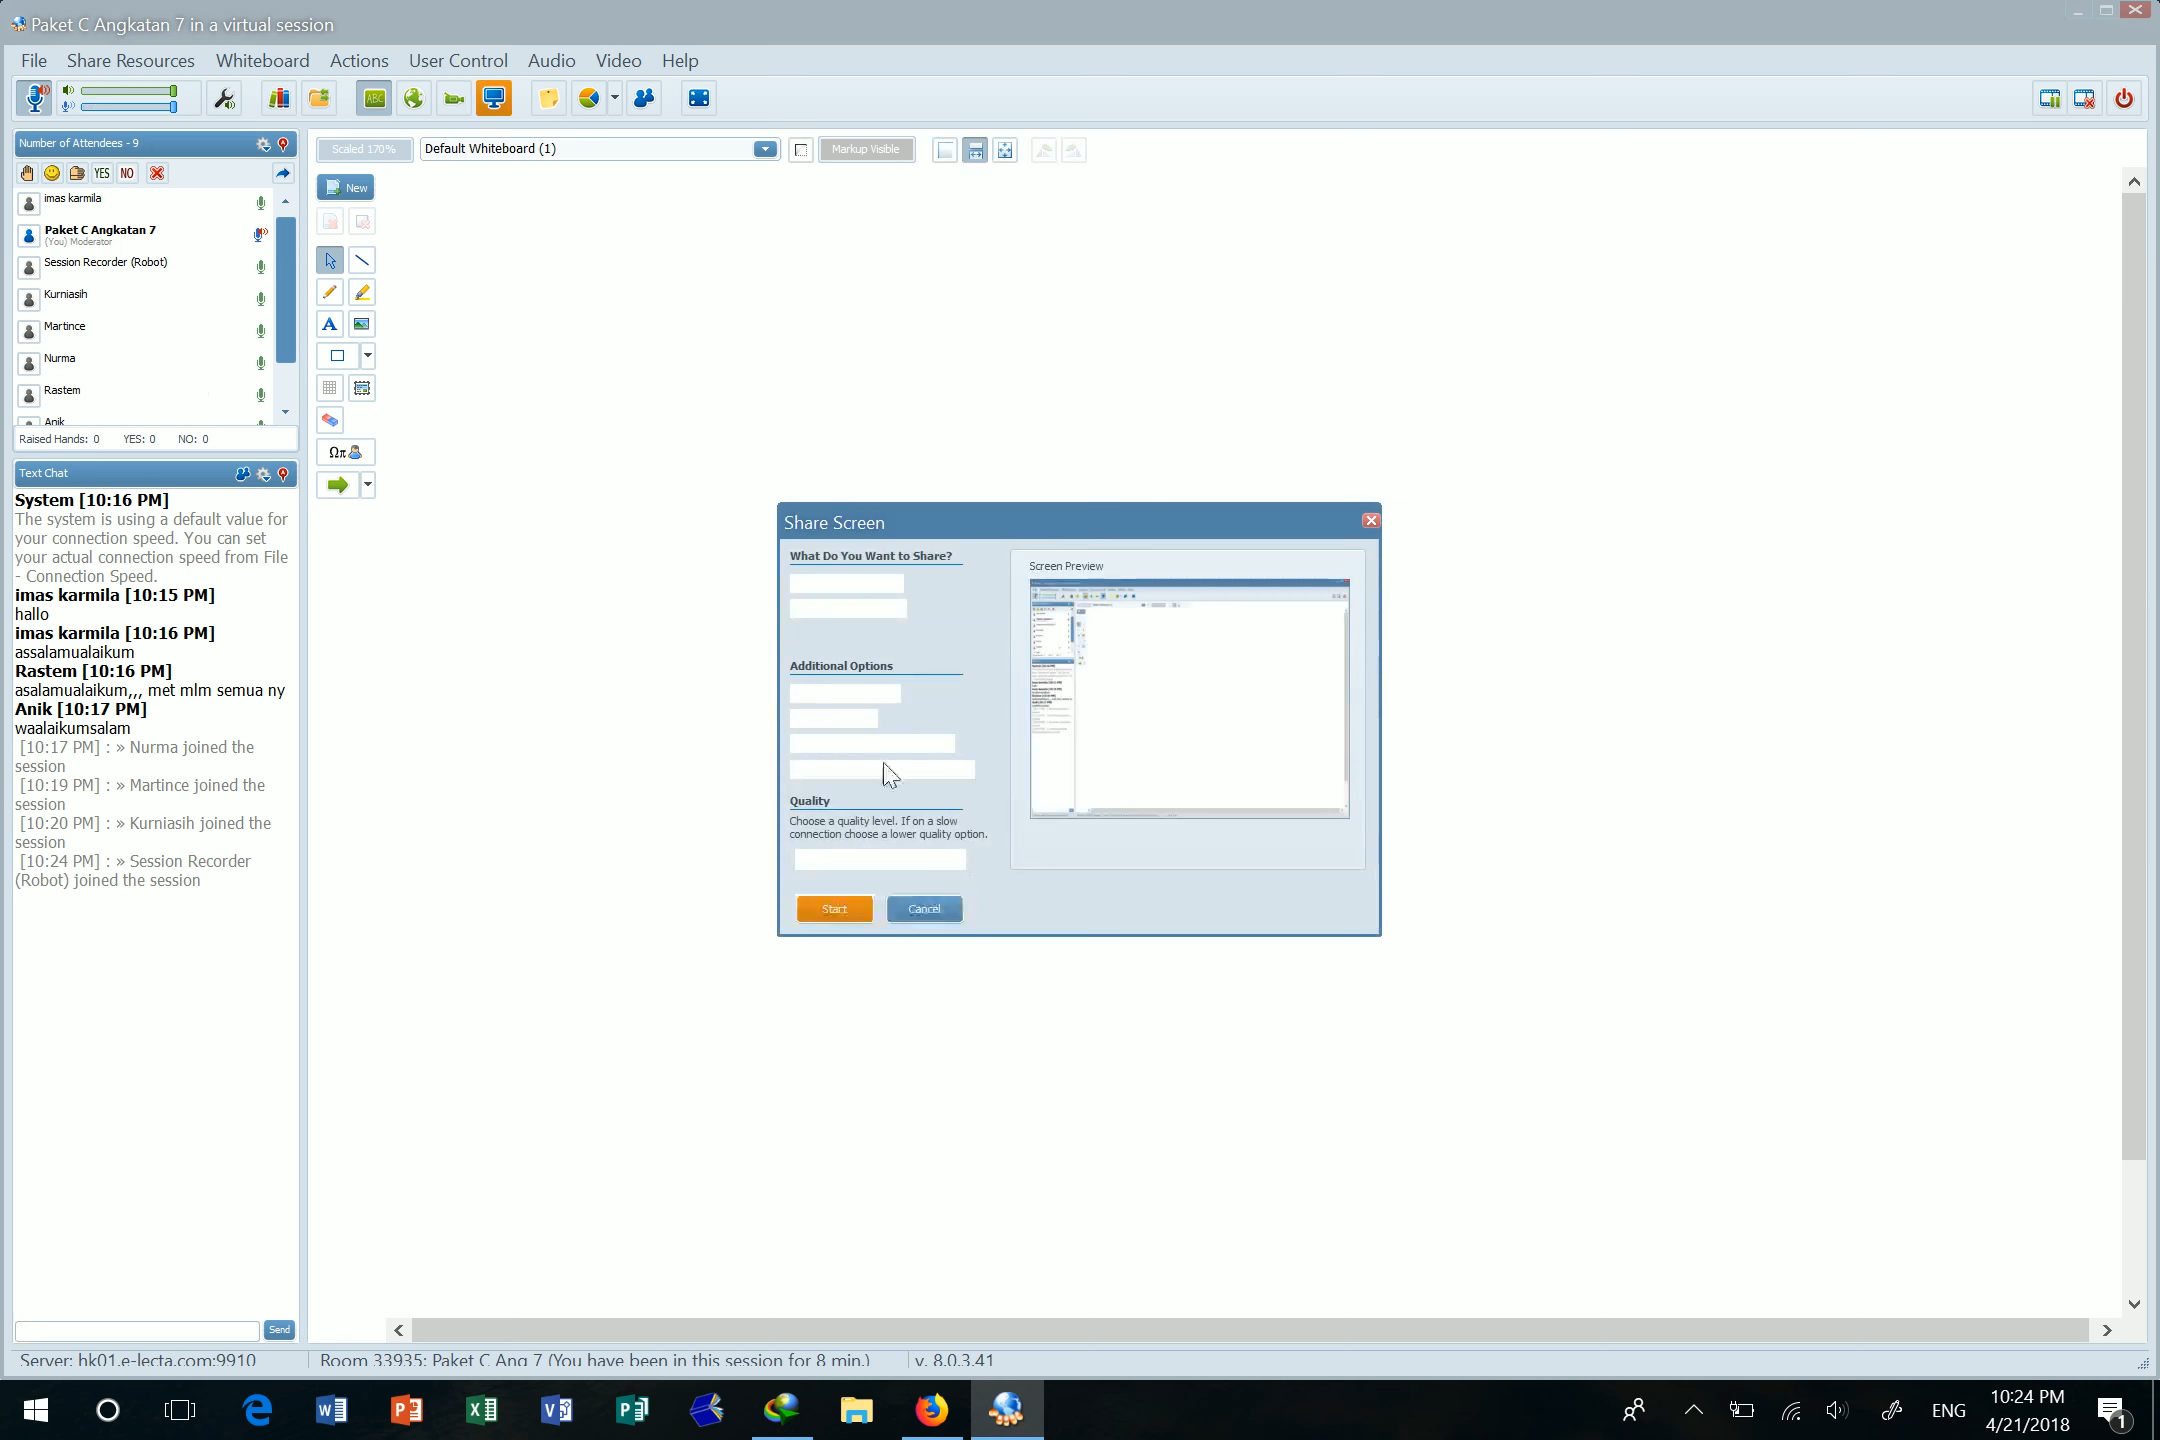 Paket C Angkatan 7 in a virtual session
File Share Resources Whiteboard Actions User Control Audio Video Help
ABC
Number of Attendees - 9
YES NO
imas karmila
Paket C Angkatan 7
(You) Moderator
Session Recorder (Robot)
Kurniasih
Martince
Nurma
Rastem
Anik
Raised Hands: 0 YES: 0 NO: 0
Scaled 170% Default Whiteboard (1) Markup Visible
New
A
Ωπ
Text Chat
System [10:16 PM]
The system is using a default value for
your connection speed. You can set
your actual connection speed from File
- Connection Speed.
imas karmila [10:15 PM]
hallo
imas karmila [10:16 PM]
assalamualaikum
Rastem [10:16 PM]
asalamualaikum,,, met mlm semua ny
Anik [10:17 PM]
waalaikumsalam
[10:17 PM] : » Nurma joined the
session
[10:19 PM] : » Martince joined the
session
[10:20 PM] : » Kurniasih joined the
session
[10:24 PM] : » Session Recorder
(Robot) joined the session
Send
Share Screen
What Do You Want to Share?
Additional Options
Quality
Choose a quality level. If on a slow
connection choose a lower quality option.
Start Cancel
Screen Preview
Server: hk01.e-lecta.com:9910 Room 33935: Paket C Ang 7 (You have been in this session for 8 min.) v. 8.0.3.41
ENG
10:24 PM
4/21/2018
1